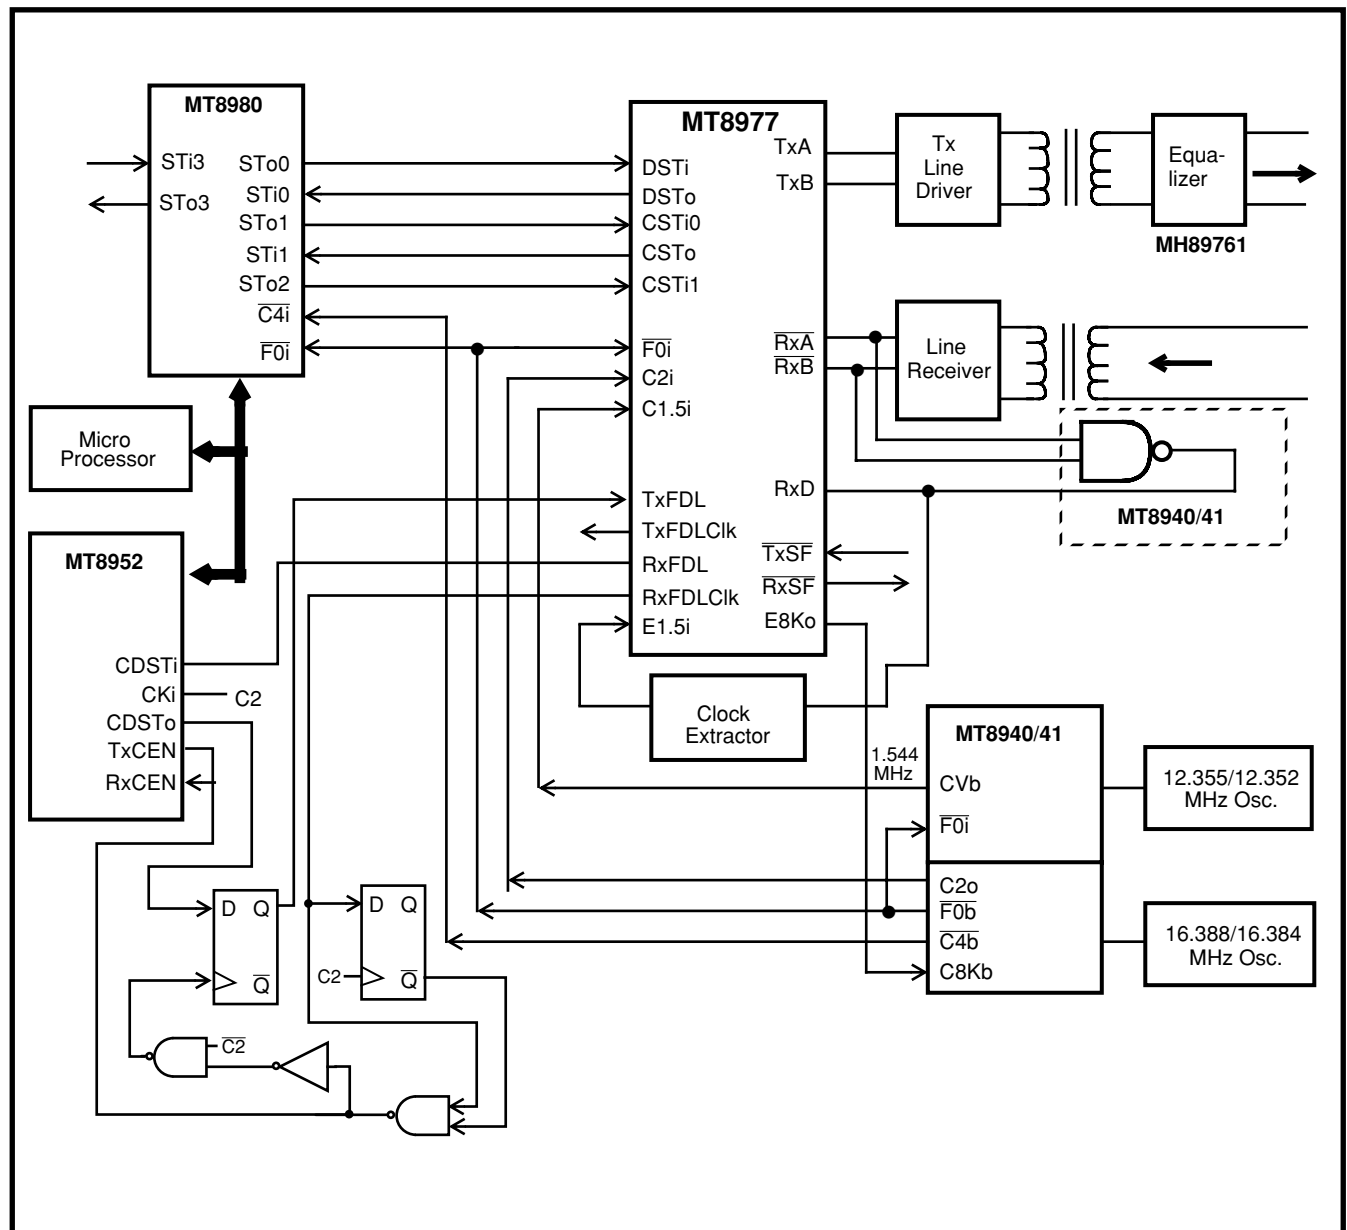 MT8980
STi3
STo3
STo0
STi0
STo1
STi1
STo2
C4i
F0i
MT8977
DSTi
DSTo
CSTi0
CSTo
CSTi1
F0i
C2i
C1.5i
TxFDL
TxFDLClk
RxFDL
RxFDLClk
E1.5i
TxA
TxB
RxA
RxB
RxD
TxSF
RxSF
E8Ko
Tx
Line
Driver
Equa-
lizer
MH89761
Line
Receiver
MT8940/41
Micro
Processor
MT8952
CDSTi
CKi
C2
CDSTo
TxCEN
RxCEN
Clock
Extractor
1.544
MHz
MT8940/41
CVb
F0i
C2o
F0b
C4b
C8Kb
12.355/12.352
MHz Osc.
16.388/16.384
MHz Osc.
D Q
Q
D Q
C2
Q
C2